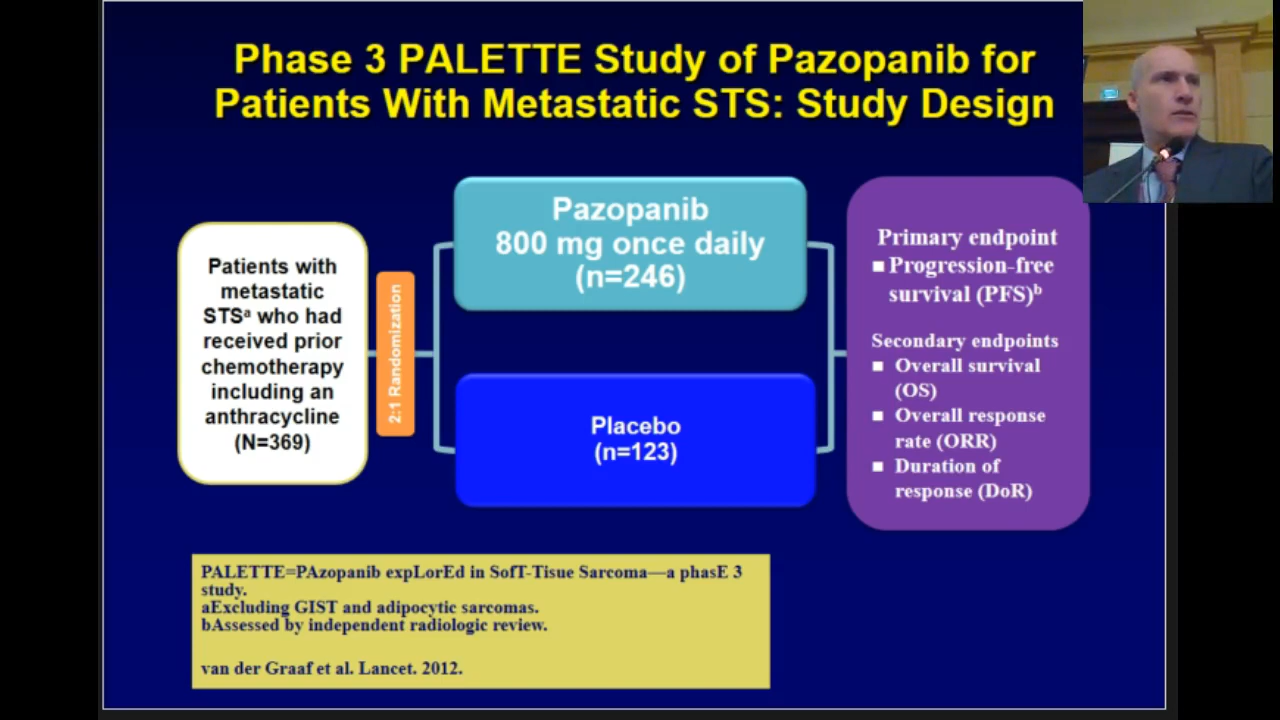 Phase 3 PALETTE Study of Pazopanib for
Patients With Metastatic STS: Study Design
Patients with
metastatic
STSᵃ who had
received prior
chemotherapy
including an
anthracycline
(N=369)
2:1 Randomization
Pazopanib
800 mg once daily
(n=246)
Placebo
(n=123)
Primary endpoint
■ Progression-free
survival (PFS)ᵇ
Secondary endpoints
■ Overall survival
(OS)
■ Overall response
rate (ORR)
■ Duration of
response (DoR)
PALETTE=PAzopanib expLorEd in SofT-Tisue Sarcoma—a phasE 3
study.
aExcluding GIST and adipocytic sarcomas.
bAssessed by independent radiologic review.
van der Graaf et al. Lancet. 2012.